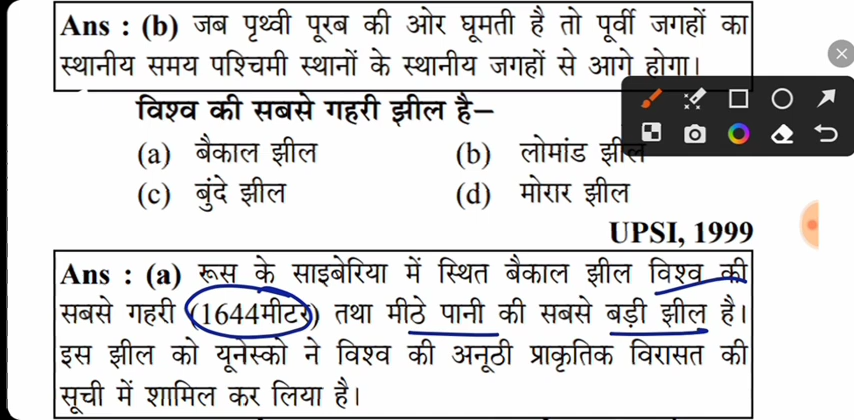 Ans : (b) जब पृथ्वी पूरब की ओर घूमती है तो पूर्वी जगहों का
स्थानीय समय पश्चिमी स्थानों के स्थानीय जगहों से आगे होगा।
विश्व की सबसे गहरी झील है–
(a) बैकाल झील (b) लोमांड झील
(c) बुंदे झील (d) मोरार झील
UPSI, 1999
Ans : (a) रूस के साइबेरिया में स्थित बैकाल झील विश्व की
सबसे गहरी (1644मीटर) तथा मीठे पानी की सबसे बड़ी झील है।
इस झील को यूनेस्को ने विश्व की अनूठी प्राकृतिक विरासत की
सूची में शामिल कर लिया है।